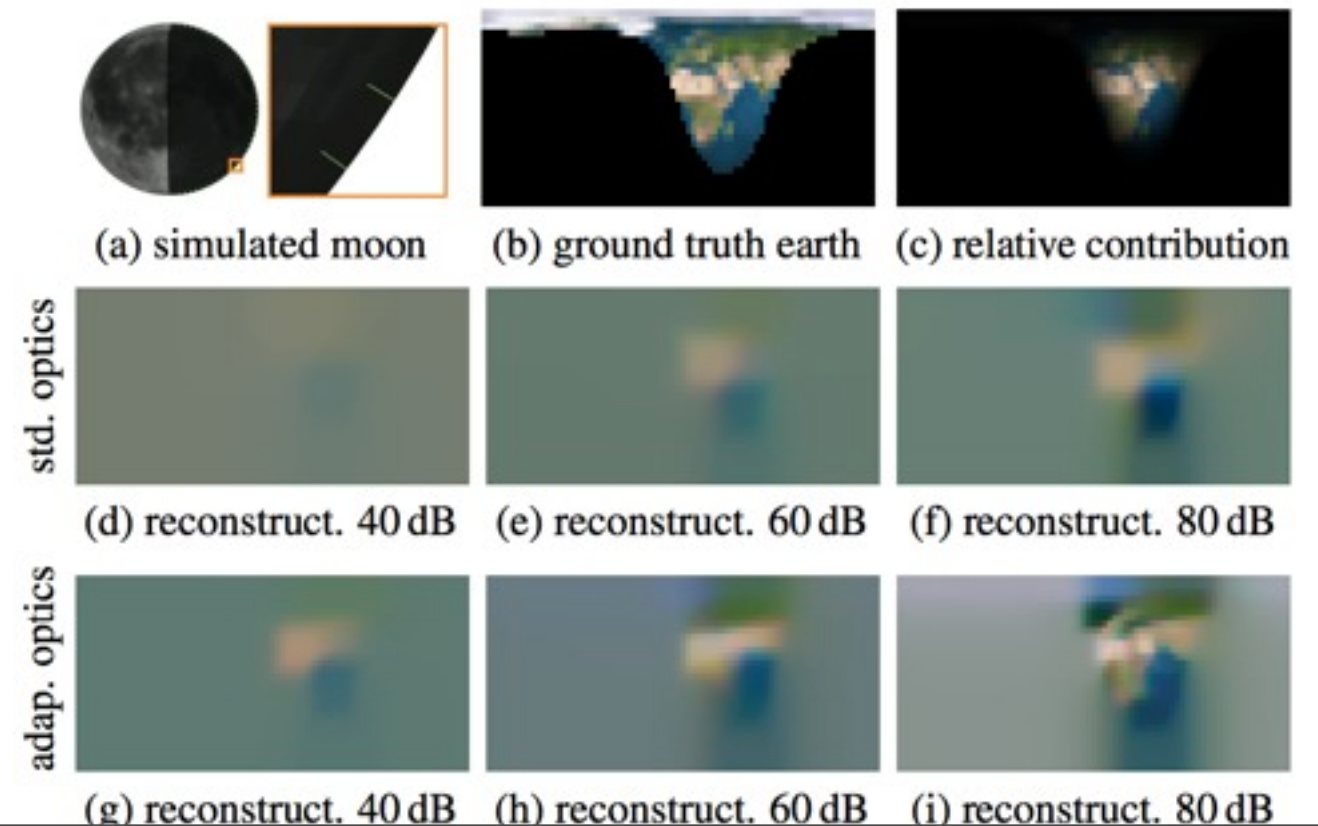 (a) simulated moon
(b) ground truth earth
(c) relative contribution
std. optics
(d) reconstruct. 40 dB
(e) reconstruct. 60 dB
(f) reconstruct. 80 dB
adap. optics
(g) reconstruct. 40 dB
(h) reconstruct. 60 dB
(i) reconstruct. 80 dB